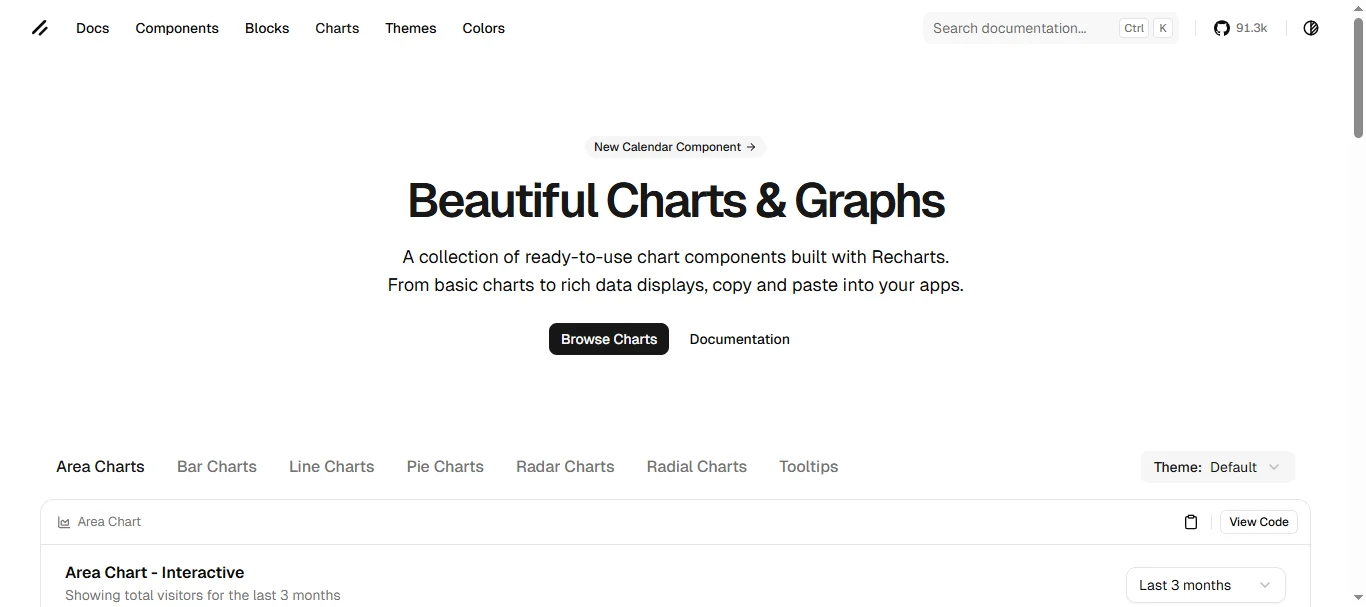 Docs Components Blocks Charts Themes Colors Search documentation... Ctrl K 91.3k
New Calendar Component →
Beautiful Charts & Graphs
A collection of ready-to-use chart components built with Recharts.
From basic charts to rich data displays, copy and paste into your apps.
Browse Charts Documentation
Area Charts Bar Charts Line Charts Pie Charts Radar Charts Radial Charts Tooltips Theme: Default
Area Chart View Code
Area Chart - Interactive
Showing total visitors for the last 3 months
Last 3 months